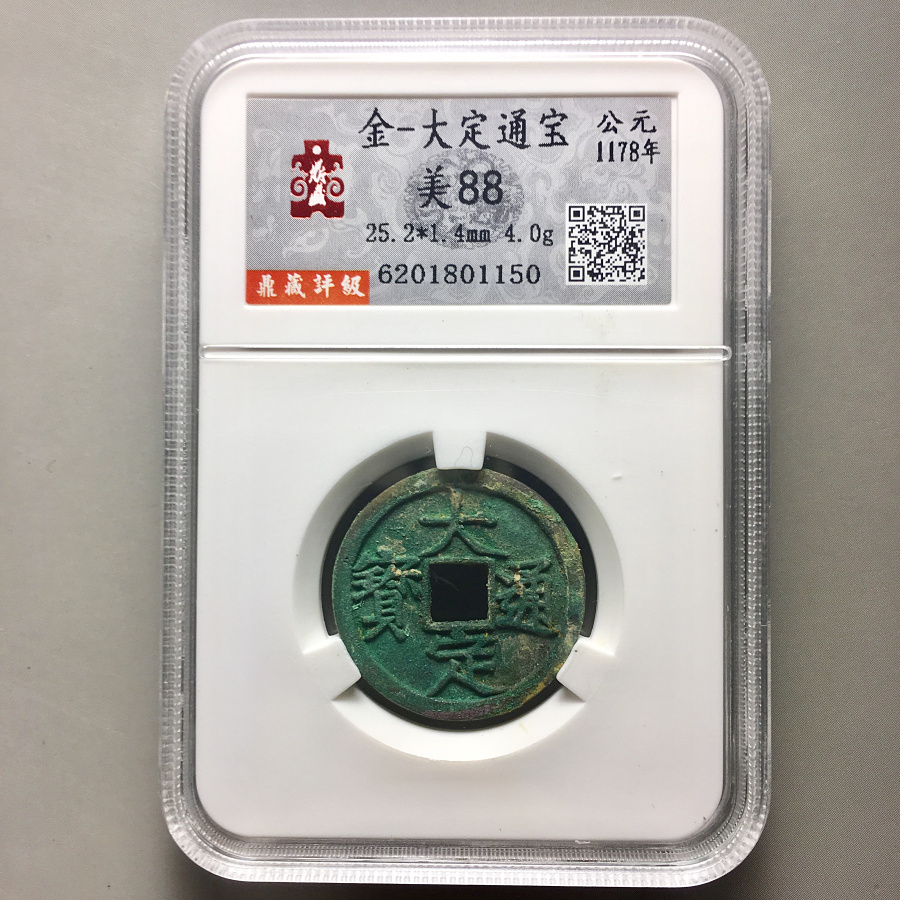 金-大定通宝
公元
1178年
美88
25.2*1.4mm 4.0g
鼎藏評級
6201801150
大定通寶